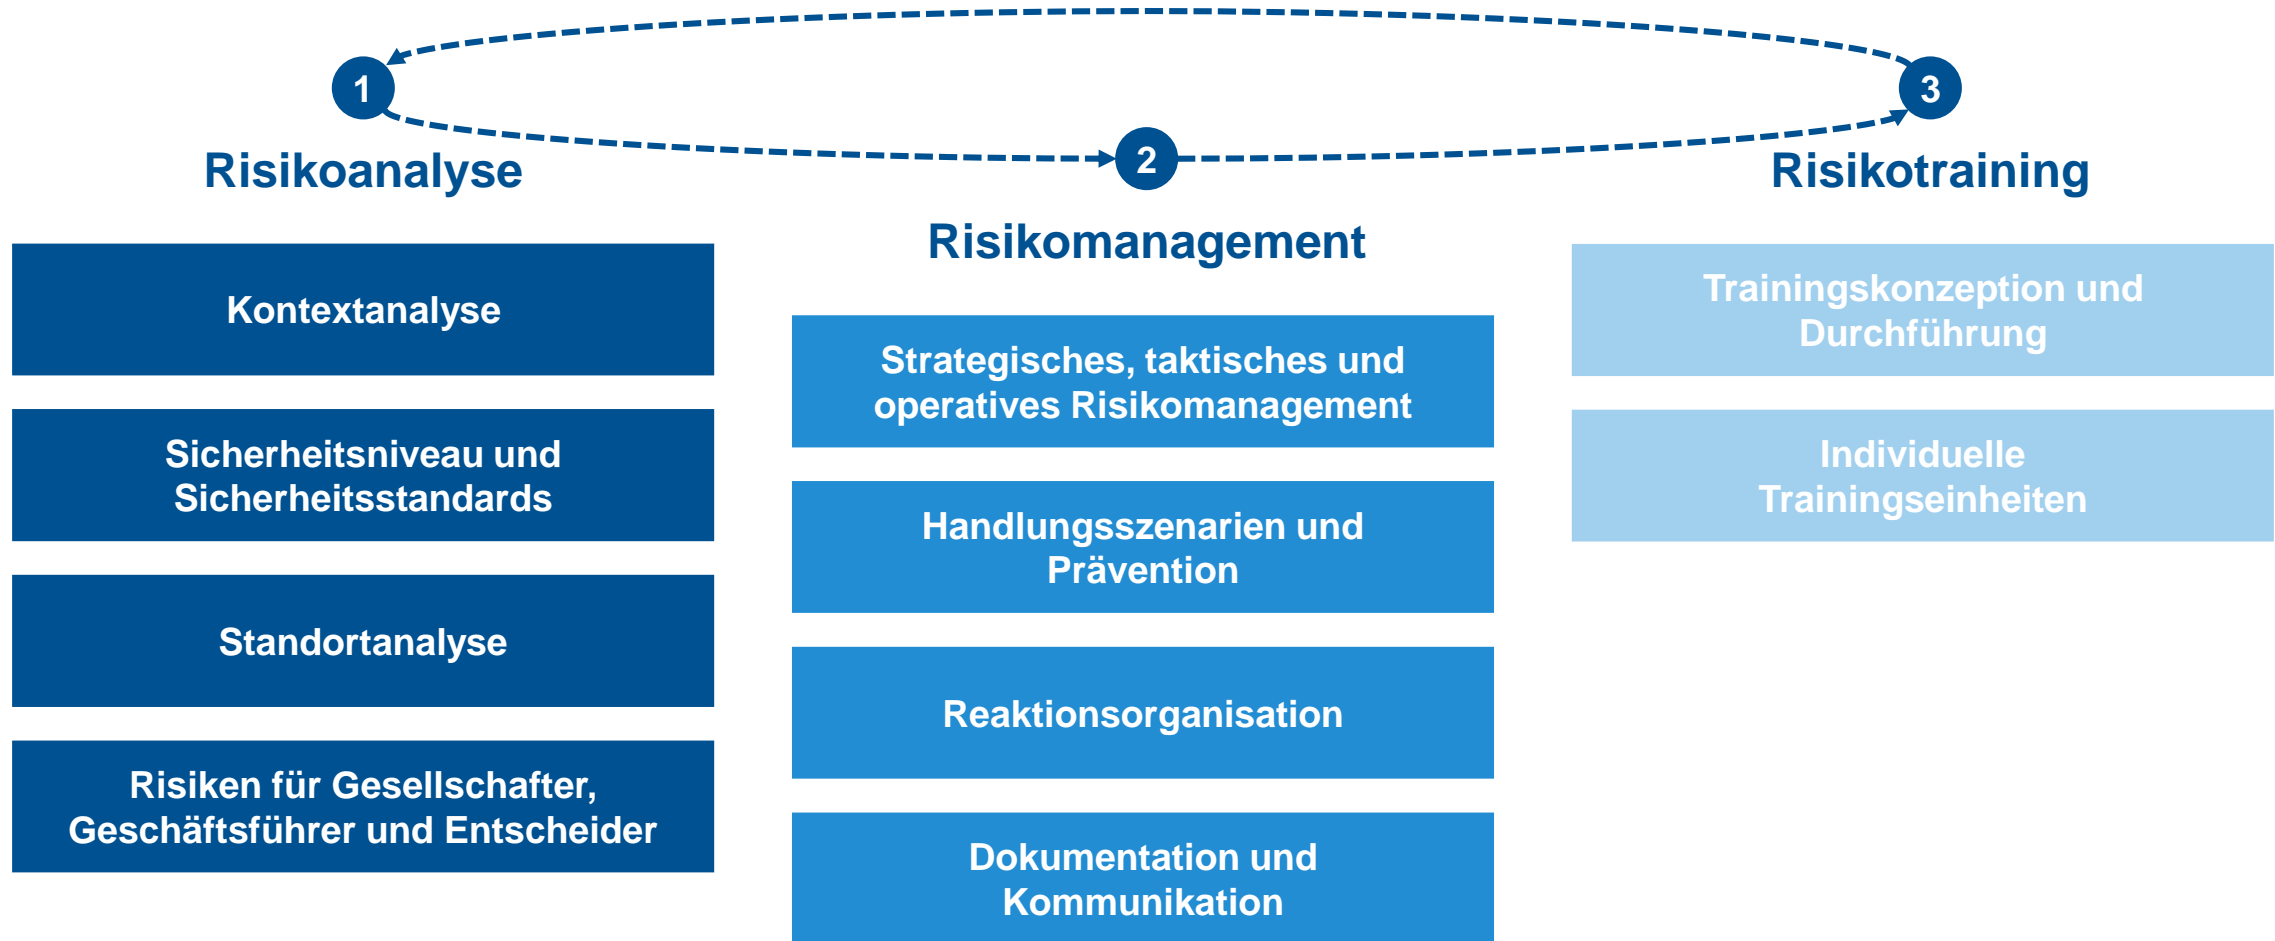 1
Risikoanalyse
Kontextanalyse
Sicherheitsniveau und
Sicherheitsstandards
Standortanalyse
Risiken für Gesellschafter,
Geschäftsführer und Entscheider
2
Risikomanagement
Strategisches, taktisches und
operatives Risikomanagement
Handlungsszenarien und
Prävention
Reaktionsorganisation
Dokumentation und
Kommunikation
3
Risikotraining
Trainingskonzeption und
Durchführung
Individuelle
Trainingseinheiten